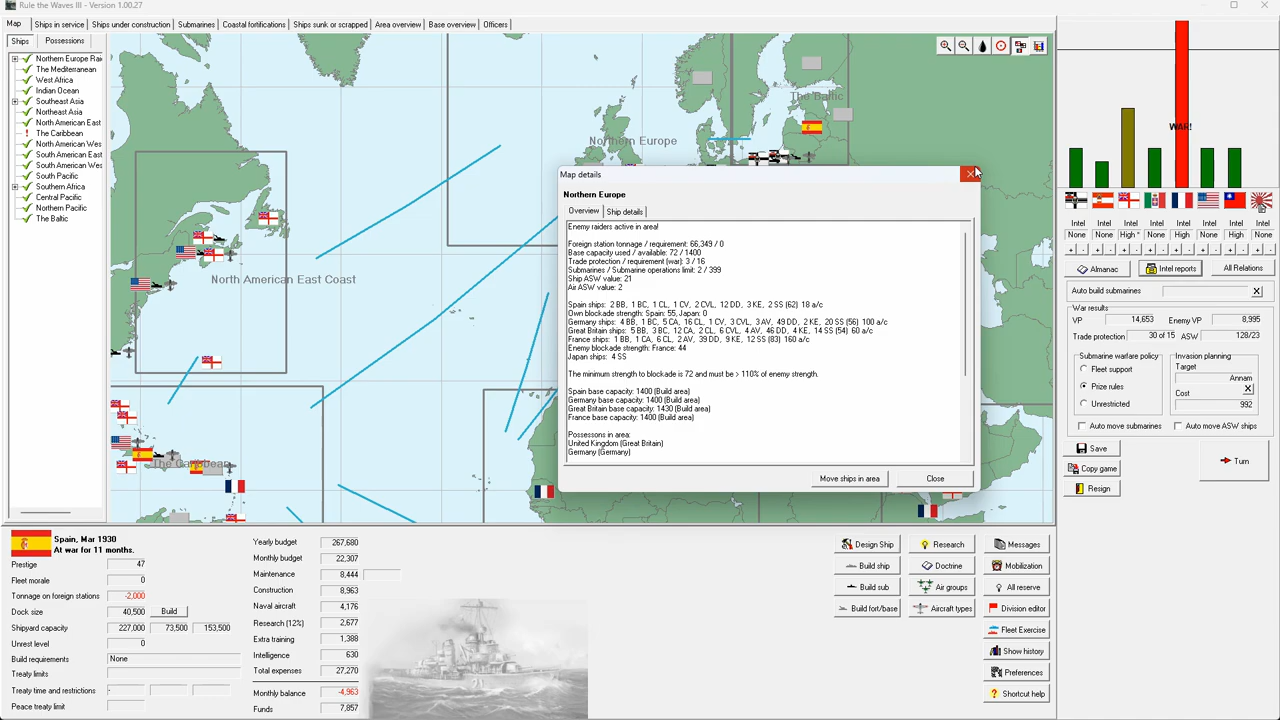 Rule the Waves III - Version 1.00.27
Map
Ships in service
Ships under construction
Submarines
Coastal fortifications
Ships sunk or scrapped
Area overview
Base overview
Officers
Ships
Possessions
Northern Europe Rai
The Mediterranean
West Africa
Indian Ocean
Southeast Asia
Northeast Asia
North American East
The Caribbean
North American Wes
South American East
South American Wes
South Pacific
Southern Africa
Central Pacific
Northern Pacific
The Baltic
The Baltic
Northern Europe
North American East Coast
The Caribbean
Map details
Northern Europe
Overview
Ship details
Enemy raiders active in area!
Foreign station tonnage / requirement: 66,349 / 0
Base capacity used / available: 72 / 1400
Trade protection / requirement (war): 3 / 16
Submarines / Submarine operations limit: 2 / 399
Ship ASW value: 21
Air ASW value: 2
Spain ships: 2 BB, 1 BC, 1 CL, 1 CV, 2 CVL, 12 DD, 3 KE, 2 SS (62) 18 a/c
Own blockade strength: Spain: 55, Japan: 0
Germany ships: 4 BB, 1 BC, 5 CA, 16 CL, 1 CV, 3 CVL, 3 AV, 49 DD, 2 KE, 20 SS (56) 100 a/c
Great Britain ships: 5 BB, 3 BC, 12 CA, 2 CL, 6 CVL, 4 AV, 46 DD, 4 KE, 14 SS (54) 60 a/c
France ships: 1 BB, 1 CA, 6 CL, 2 AV, 39 DD, 9 KE, 12 SS (83) 160 a/c
Enemy blockade strength: France: 44
Japan ships: 4 SS
The minimum strength to blockade is 72 and must be > 110% of enemy strength.
Spain base capacity: 1400 (Build area)
Germany base capacity: 1400 (Build area)
Great Britain base capacity: 1430 (Build area)
France base capacity: 1400 (Build area)
Possessons in area:
United Kingdom (Great Britain)
Germany (Germany)
Move ships in area
Close
WAR!
Intel Intel Intel Intel Intel Intel Intel Intel
None None High* None High None High None
+ - + - + - + - + - + - + - + -
Almanac
Intel reports
All Relations
Auto build submarines
X
War results
VP 14,653 Enemy VP 8,995
Trade protection 30 of 15 ASW 128/23
Submarine warfare policy
Fleet support
Prize rules
Unrestricted
Invasion planning
Target
Annam
Cost X
992
Auto move submarines
Auto move ASW ships
Save
Copy game
Resign
Turn
Spain, Mar 1930
At war for 11 months.
Prestige 47
Fleet morale 0
Tonnage on foreign stations -2,000
Dock size 40,500 Build
Shipyard capacity 227,000 73,500 153,500
Unrest level 0
Build requirements None
Treaty limits
Treaty time and restrictions -
Peace treaty limit
Yearly budget 267,680
Monthly budget 22,307
Maintenance 8,444
Construction 8,963
Naval aircraft 4,176
Research (12%) 2,677
Extra training 1,388
Intelligence 630
Total expenses 27,270
Monthly balance -4,963
Funds 7,857
Design Ship
Research
Messages
Build ship
Doctrine
Mobilization
Build sub
Air groups
All reserve
Build fort/base
Aircraft types
Division editor
Fleet Exercise
Show history
Preferences
Shortcut help